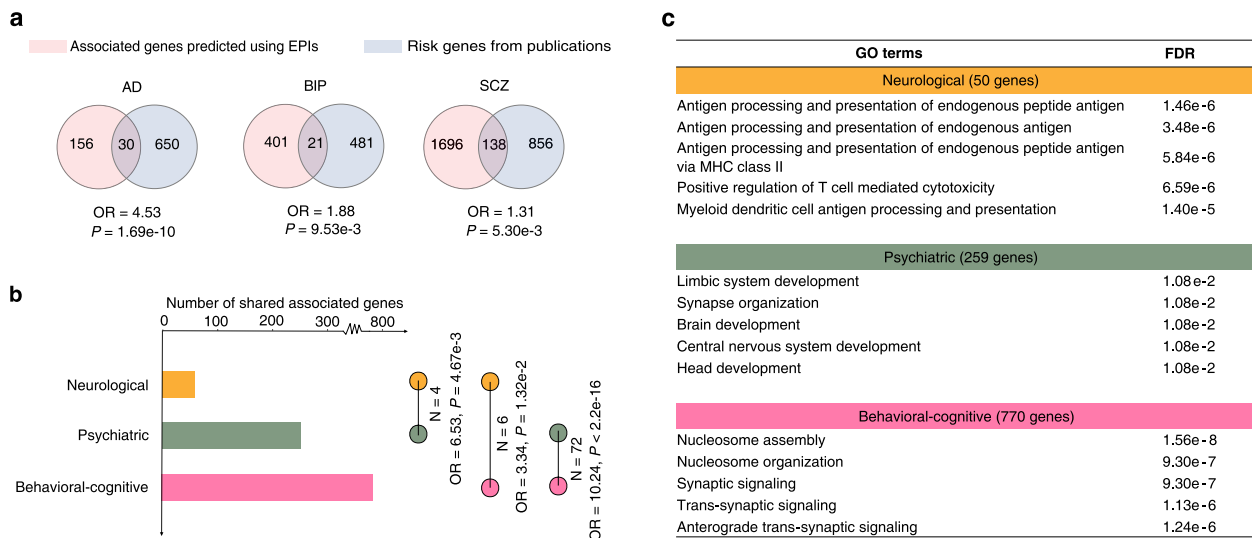 a
Associated genes predicted using EPIs
Risk genes from publications
AD
BIP
SCZ
156
30
650
401
21
481
1696
138
856
OR = 4.53
P = 1.69e-10
OR = 1.88
P = 9.53e-3
OR = 1.31
P = 5.30e-3
b
Number of shared associated genes
0
100
200
300
800
Neurological
Psychiatric
Behavioral-cognitive
N = 4
OR = 6.53, P = 4.67e-3
N = 6
OR = 3.34, P = 1.32e-2
N = 72
OR = 10.24, P < 2.2e-16
c
GO terms FDR
Neurological (50 genes)
Antigen processing and presentation of endogenous peptide antigen 1.46e-6
Antigen processing and presentation of endogenous antigen 3.48e-6
Antigen processing and presentation of endogenous peptide antigen
via MHC class II 5.84e-6
Positive regulation of T cell mediated cytotoxicity 6.59e-6
Myeloid dendritic cell antigen processing and presentation 1.40e-5
Psychiatric (259 genes)
Limbic system development 1.08e-2
Synapse organization 1.08e-2
Brain development 1.08e-2
Central nervous system development 1.08e-2
Head development 1.08e-2
Behavioral-cognitive (770 genes)
Nucleosome assembly 1.56e-8
Nucleosome organization 9.30e-7
Synaptic signaling 9.30e-7
Trans-synaptic signaling 1.13e-6
Anterograde trans-synaptic signaling 1.24e-6